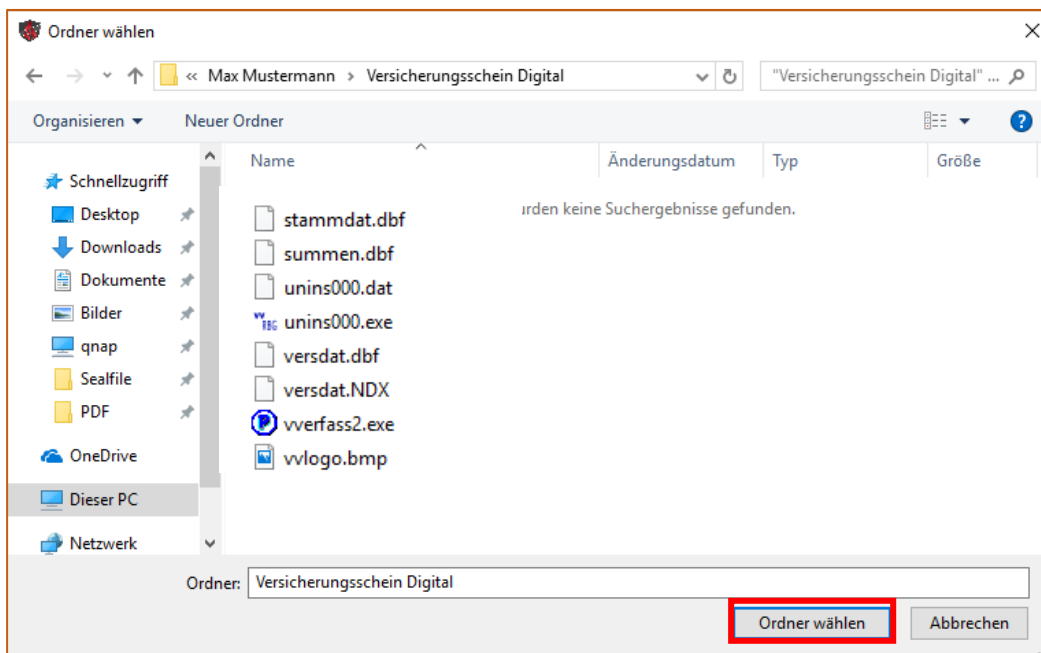 Ordner wählen
« Max Mustermann › Versicherungsschein Digital
"Versicherungsschein Digital" ...
Organisieren
Neuer Ordner
?
Name
Änderungsdatum
Typ
Größe
Schnellzugriff
Desktop
Downloads
Dokumente
Bilder
qnap
Sealfile
PDF
OneDrive
Dieser PC
Netzwerk
keine Suchergebnisse gefunden.
stammdat.dbf
summen.dbf
unins000.dat
unins000.exe
versdat.dbf
versdat.NDX
vverfass2.exe
vvlogo.bmp
Ordner: Versicherungsschein Digital
Ordner wählen
Abbrechen